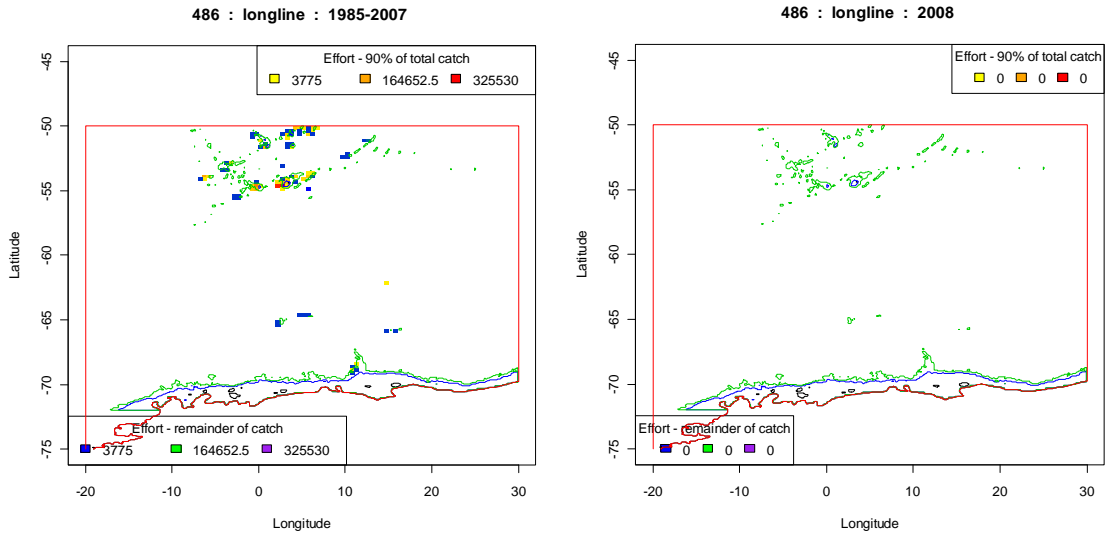 486 : longline : 1985-2007
Effort - 90% of total catch
3775 164652.5 325530
-45
-50
-55
-60
-65
-70
-75
Latitude
Effort - remainder of catch
3775 164652.5 325530
-20 -10 0 10 20 30
Longitude
486 : longline : 2008
Effort - 90% of total catch
0 0 0
-45
-50
-55
-60
-65
-70
-75
Latitude
Effort - remainder of catch
0 0 0
-20 -10 0 10 20 30
Longitude